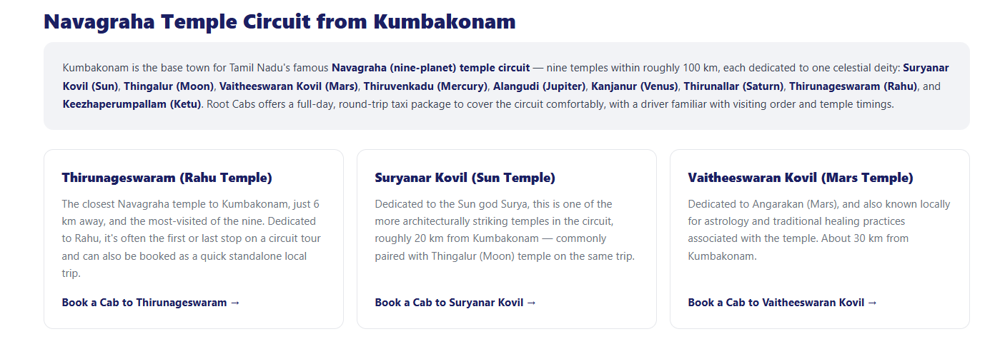 Navagraha Temple Circuit from Kumbakonam
Kumbakonam is the base town for Tamil Nadu's famous Navagraha (nine-planet) temple circuit — nine temples within roughly 100 km, each dedicated to one celestial deity: Suryanar
Kovil (Sun), Thingalur (Moon), Vaitheeswaran Kovil (Mars), Thiruvenkadu (Mercury), Alangudi (Jupiter), Kanjanur (Venus), Thirunallar (Saturn), Thirunageswaram (Rahu), and
Keezhaperumpallam (Ketu). Root Cabs offers a full-day, round-trip taxi package to cover the circuit comfortably, with a driver familiar with visiting order and temple timings.
Thirunageswaram (Rahu Temple)
The closest Navagraha temple to Kumbakonam, just 6
km away, and the most-visited of the nine. Dedicated
to Rahu, it's often the first or last stop on a circuit tour
and can also be booked as a quick standalone local
trip.
Book a Cab to Thirunageswaram →
Suryanar Kovil (Sun Temple)
Dedicated to the Sun god Surya, this is one of the
more architecturally striking temples in the circuit,
roughly 20 km from Kumbakonam — commonly
paired with Thingalur (Moon) temple on the same trip.
Book a Cab to Suryanar Kovil →
Vaitheeswaran Kovil (Mars Temple)
Dedicated to Angarakan (Mars), and also known locally
for astrology and traditional healing practices
associated with the temple. About 30 km from
Kumbakonam.
Book a Cab to Vaitheeswaran Kovil →